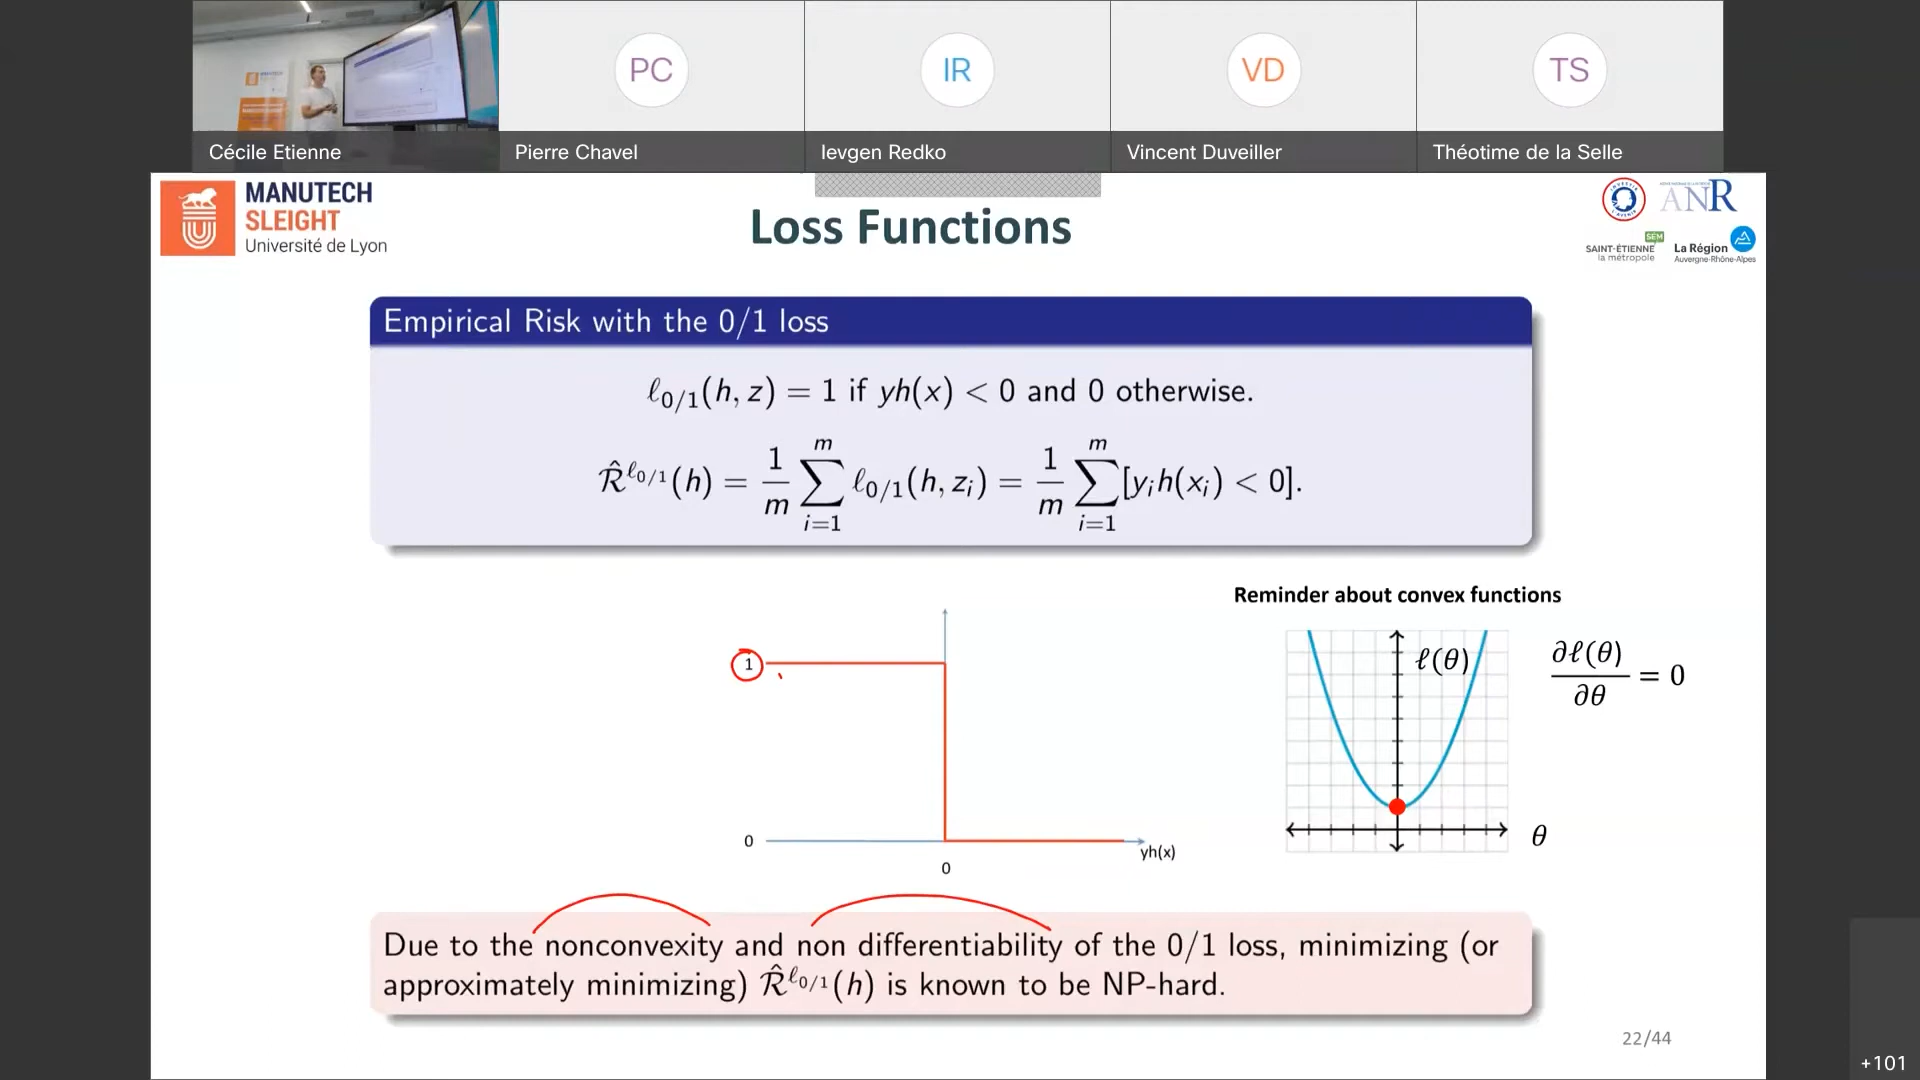 PC
IR
VD
TS
Cécile Etienne
Pierre Chavel
Ievgen Redko
Vincent Duveiller
Théotime de la Selle
MANUTECH
SLEIGHT
Université de Lyon
Loss Functions
ANR
SAINT-ÉTIENNE
la métropole
SEM
La Région
Auvergne-Rhône-Alpes
Empirical Risk with the 0/1 loss
ℓ₀/₁(h, z) = 1 if yh(x) < 0 and 0 otherwise.
R̂^ℓ₀/₁(h) = 1/m ∑_{i=1}^{m} ℓ₀/₁(h, z_i) = 1/m ∑_{i=1}^{m} [y_i h(x_i) < 0].
Reminder about convex functions
1
0
0
yh(x)
ℓ(θ)
θ
∂ℓ(θ)/∂θ = 0
Due to the nonconvexity and non differentiability of the 0/1 loss, minimizing (or
approximately minimizing) R̂^ℓ₀/₁(h) is known to be NP-hard.
22/44
+101